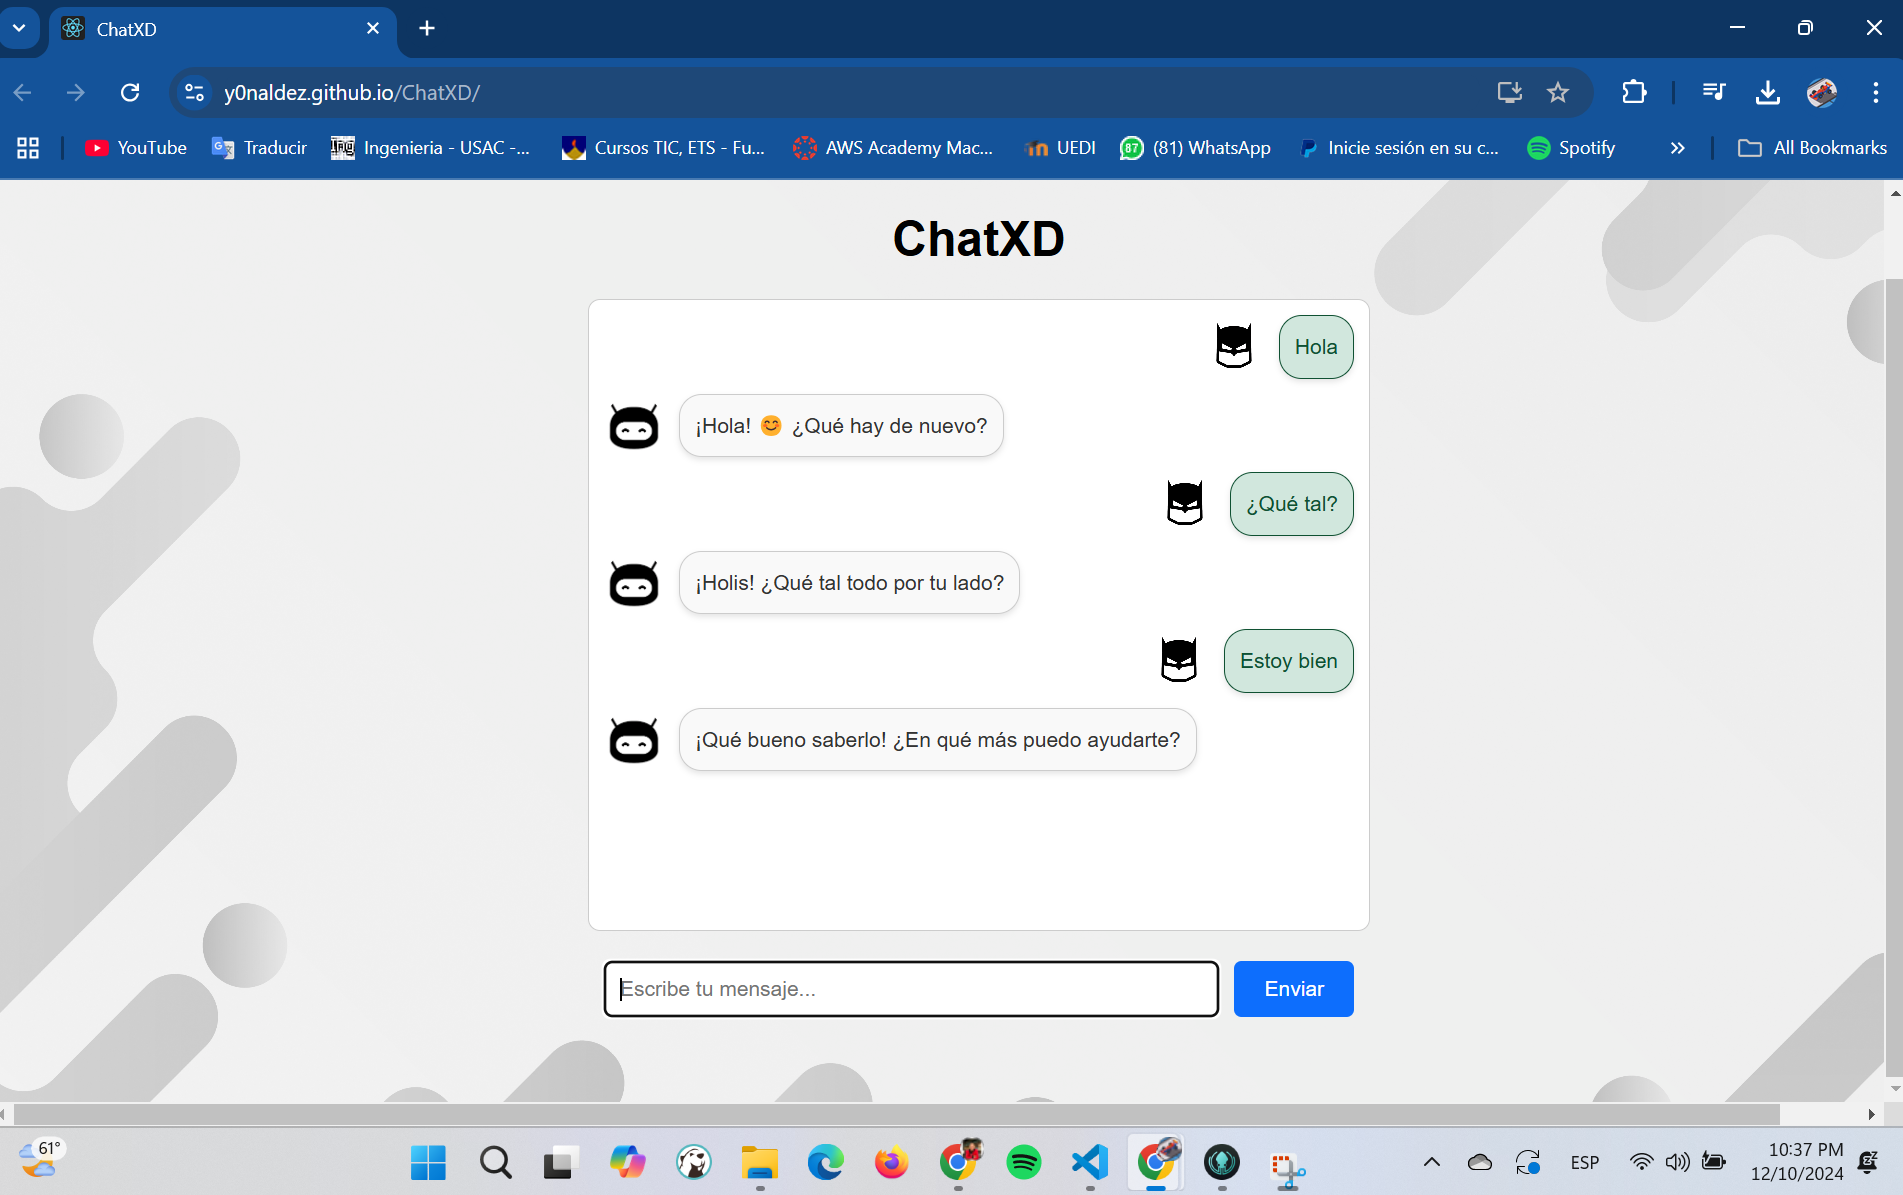 ChatXD
y0naldez.github.io/ChatXD/
YouTube
Traducir
Ing
Ingenieria - USAC -...
Cursos TIC, ETS - Fu...
AWS Academy Mac...
UEDI
87
(81) WhatsApp
Inicie sesión en su c...
Spotify
All Bookmarks
ChatXD
Hola
¡Hola! 😊 ¿Qué hay de nuevo?
¿Qué tal?
¡Holis! ¿Qué tal todo por tu lado?
Estoy bien
¡Qué bueno saberlo! ¿En qué más puedo ayudarte?
Escribe tu mensaje...
Enviar
61°
ESP
10:37 PM
12/10/2024